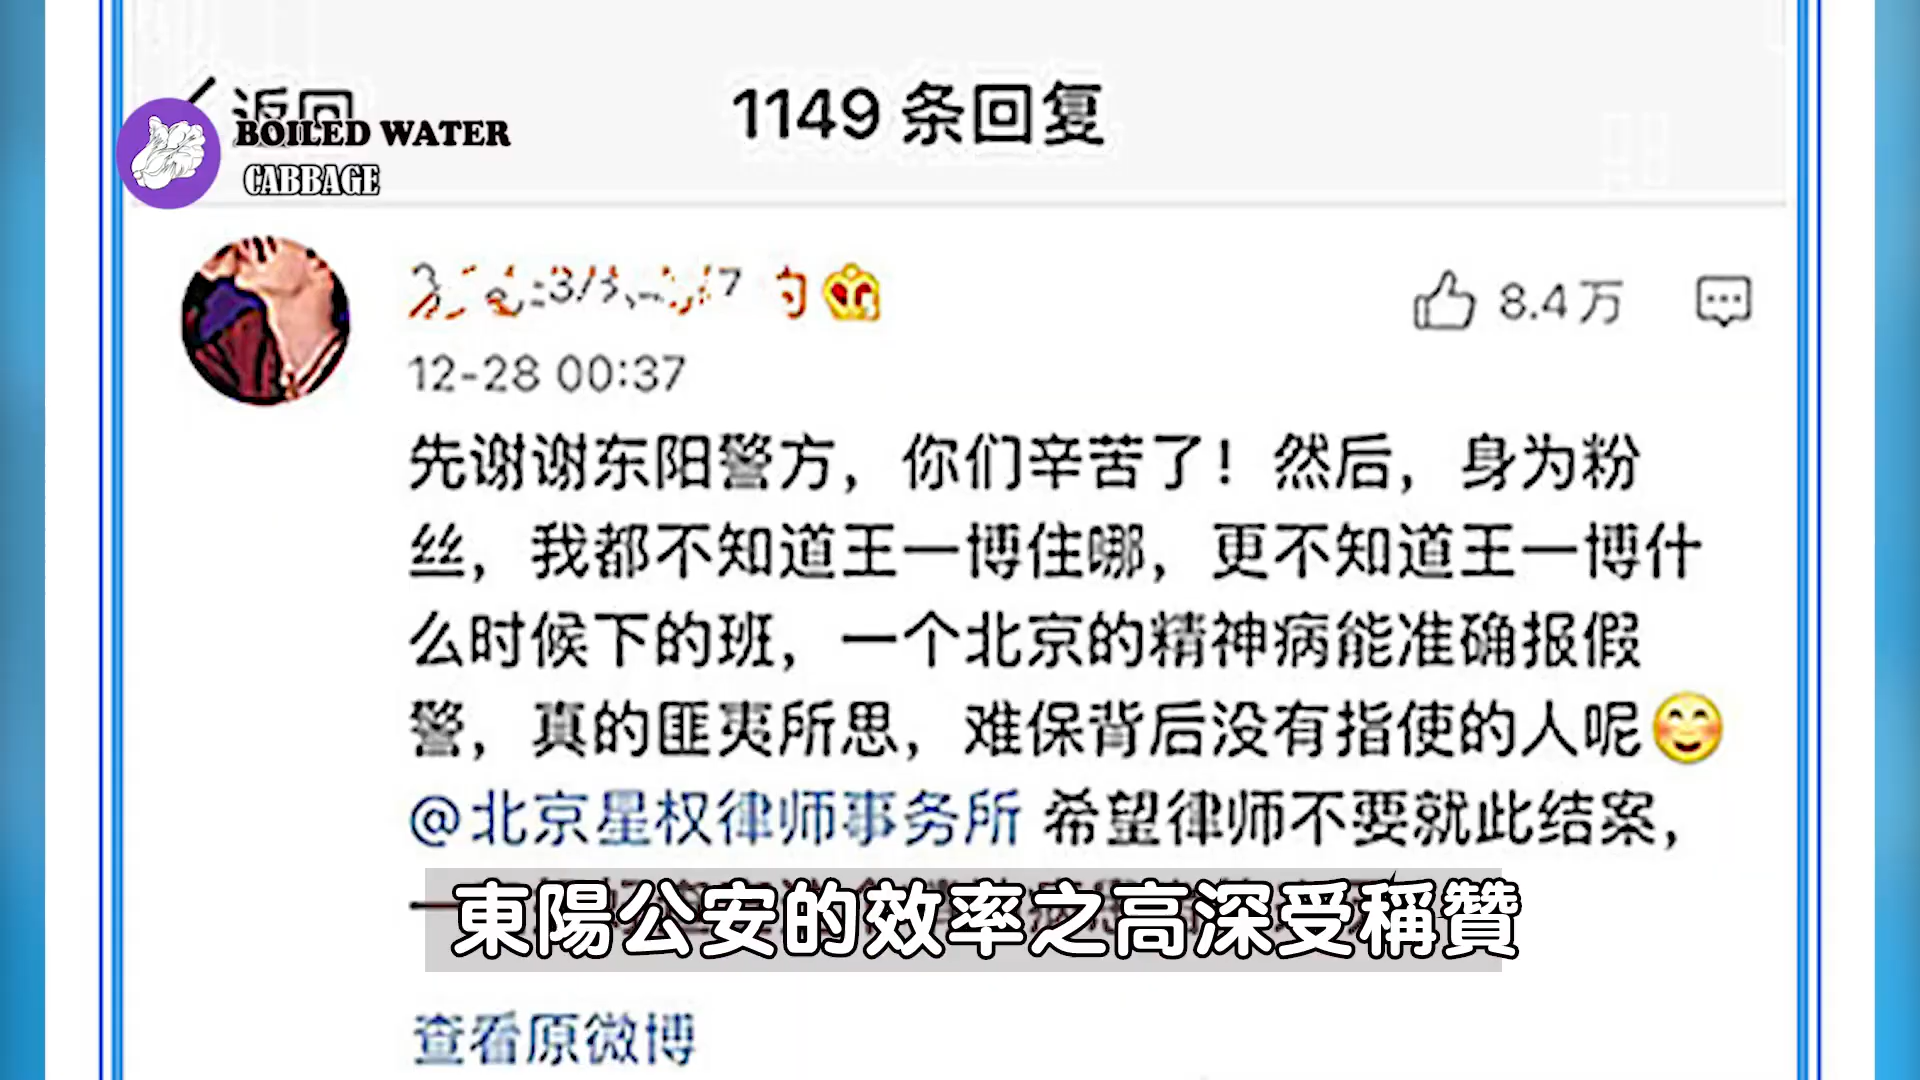 返回
1149 条回复
BOILED WATER
CABBAGE
8.4万
12-28 00:37
先谢谢东阳警方，你们辛苦了！然后，身为粉
丝，我都不知道王一博住哪，更不知道王一博什
么时候下的班，一个北京的精神病能准确报假
警，真的匪夷所思，难保背后没有指使的人呢
@北京星权律师事务所 希望律师不要就此结案，
東陽公安的效率之高深受稱贊
查看原微博